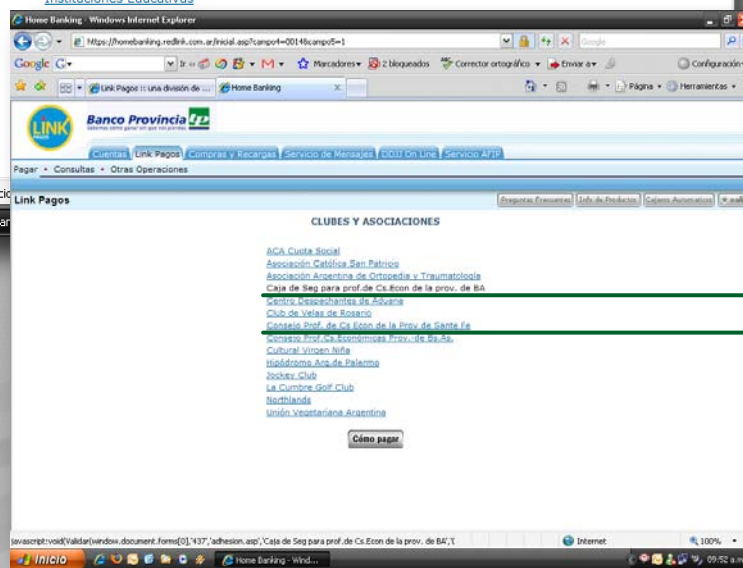 Instituciones Educativas
Home Banking - Windows Internet Explorer
https://homebanking.redlink.com.ar/inicial.asp?campo4=0014&campo5=1
Google
Google
Ir
Marcadores
2 bloqueados
Corrector ortográfico
Enviar a
Configuración
Link Pagos :: una división de ...
Home Banking
Página
Herramientas
LINK
Banco Provincia
Cuentas
Link Pagos
Compras y Recargas
Servicio de Mensajes
DDJJ On Line
Servicio AFIP
Pagar • Consultas • Otras Operaciones
Link Pagos
Preguntas Frecuentes
Info de Productos
Cajeros Automaticos
CLUBES Y ASOCIACIONES
ACA Cuota Social
Asociación Católica San Patricio
Asociación Argentina de Ortopedia y Traumatología
Caja de Seg para prof.de Cs.Econ de la prov. de BA
Centro Despachantes de Aduana
Club de Velas de Rosario
Consejo Prof. de Cs Econ de la Prov de Sante Fe
Consejo Prof.Cs.Económicas Prov.-de Bs.As.
Cultural Virgen Niña
Hipódromo Arg.de Palermo
Jockey Club
La Cumbre Golf Club
Northlands
Unión Vegetariana Argentina
Cómo pagar
javascript:void(Validar(window.document.forms[0],'437','adhesion.asp','Caja de Seg para prof.de Cs.Econ de la prov. de BA','
Internet
100%
Inicio
Home Banking - Wind...
09:52 a.m.